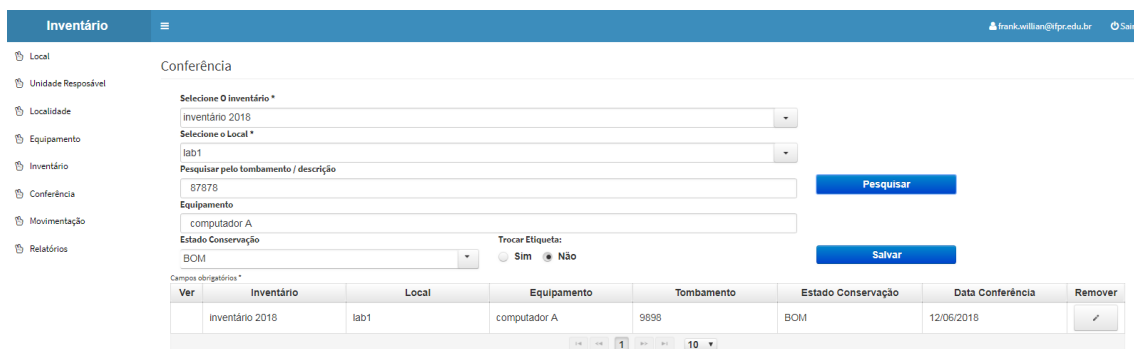 Inventário
frank.willian@ifpr.edu.br Sair
Local
Unidade Resposável
Localidade
Equipamento
Inventário
Conferência
Movimentação
Relatórios
Conferência
Selecione O inventário *
inventário 2018
Selecione o Local *
lab1
Pesquisar pelo tombamento / descrição
87878
Pesquisar
Equipamento
computador A
Estado Conservação Trocar Etiqueta:
BOM Sim Não
Salvar
Campos obrigatórios *
Ver Inventário Local Equipamento Tombamento Estado Conservação Data Conferência Remover
inventário 2018 lab1 computador A 9898 BOM 12/06/2018
1 10